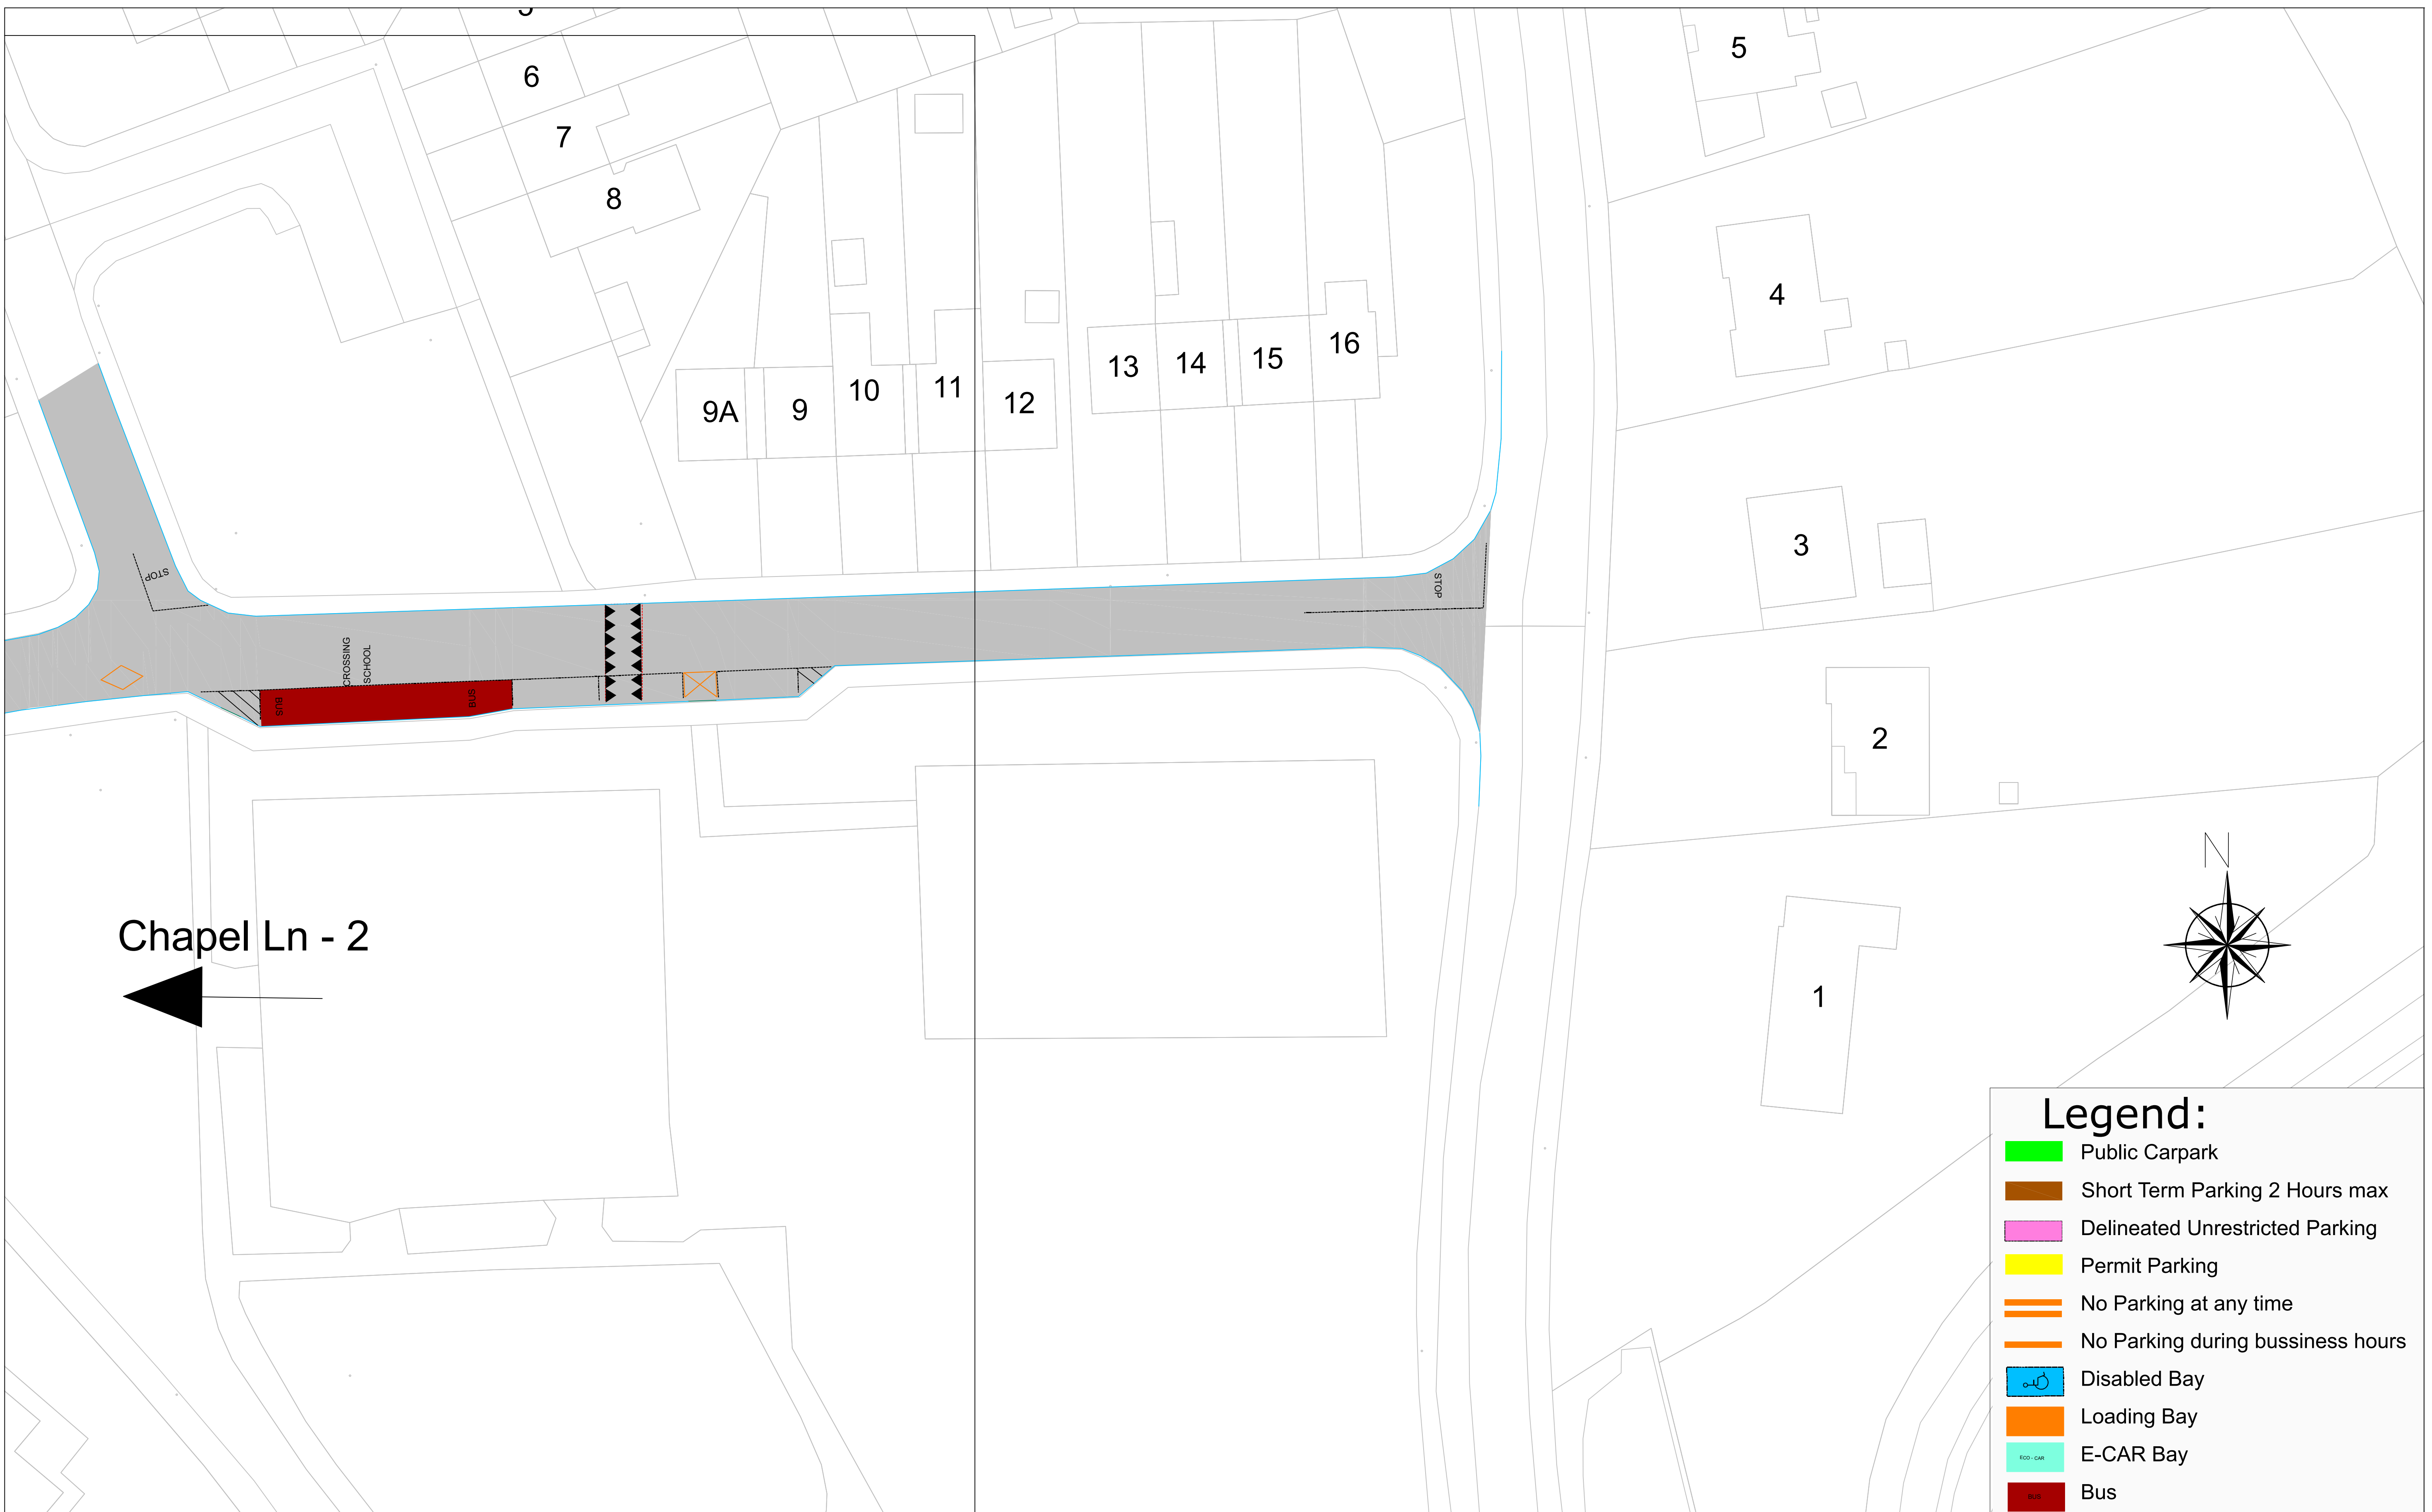 5
6
7
8
4
9A
9
10
11
12
13
14
15
16
3
STOP
STOP
CROSSING
SCHOOL
BUS
BUS
2
N
Chapel Ln - 2
1
Legend:
Public Carpark
Short Term Parking 2 Hours max
Delineated Unrestricted Parking
Permit Parking
No Parking at any time
No Parking during bussiness hours
Disabled Bay
Loading Bay
ECO - CAR
E-CAR Bay
BUS
Bus